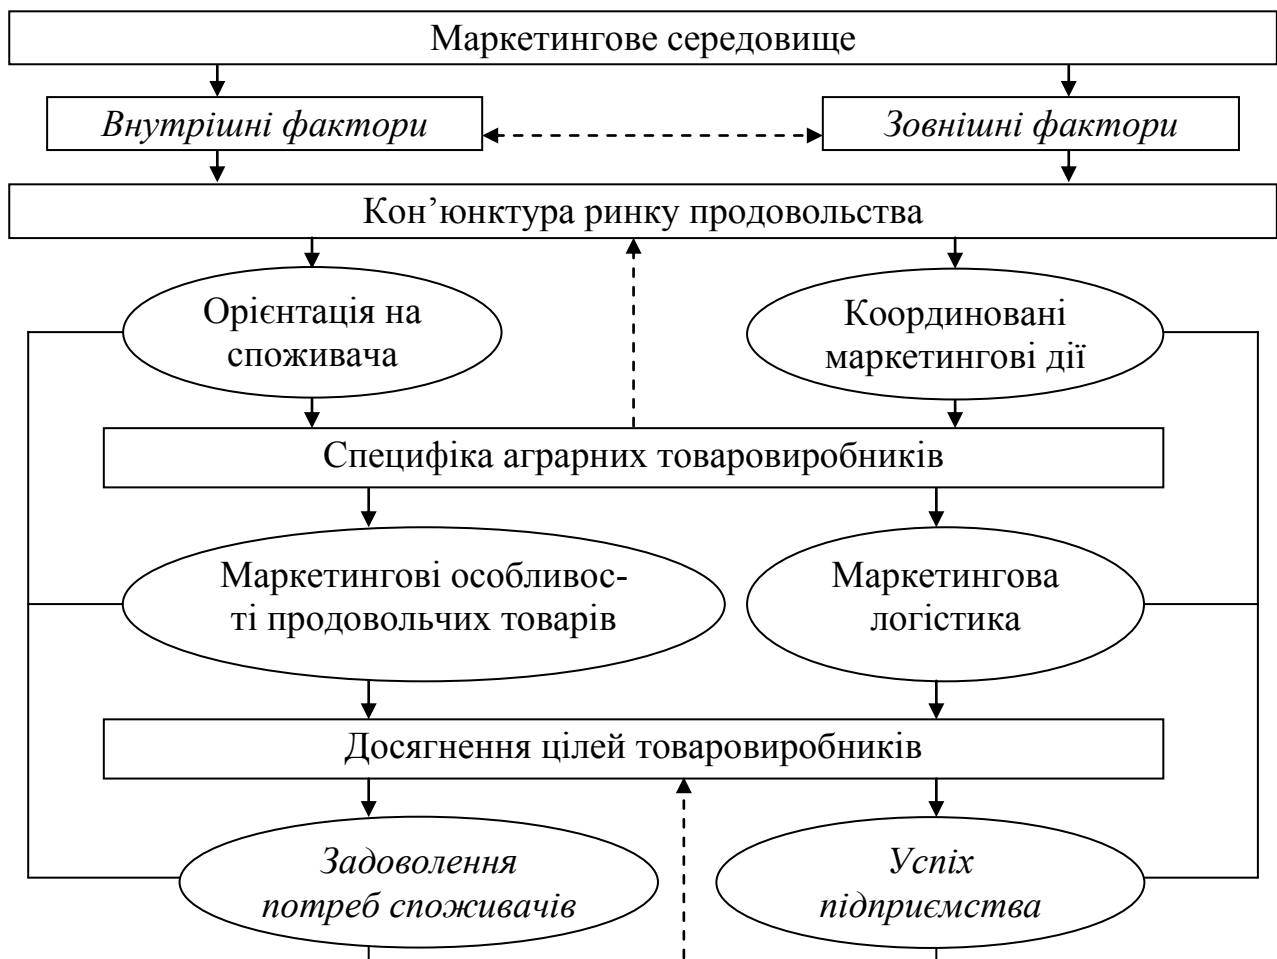 Маркетингове середовище
Внутрішні фактори
Зовнішні фактори
Кон’юнктура ринку продовольства
Орієнтація на
споживача
Координовані
маркетингові дії
Специфіка аграрних товаровиробників
Маркетингові особливос-
ті продовольчих товарів
Маркетингова
логістика
Досягнення цілей товаровиробників
Задоволення
потреб споживачів
Успіх
підприємства